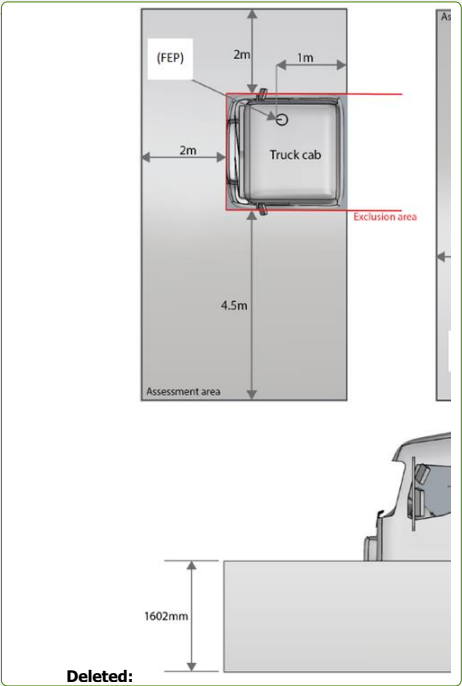 As
2m
(FEP)
1m
2m
Truck cab
Exclusion area
4.5m
Assessment area
1602mm
Deleted: